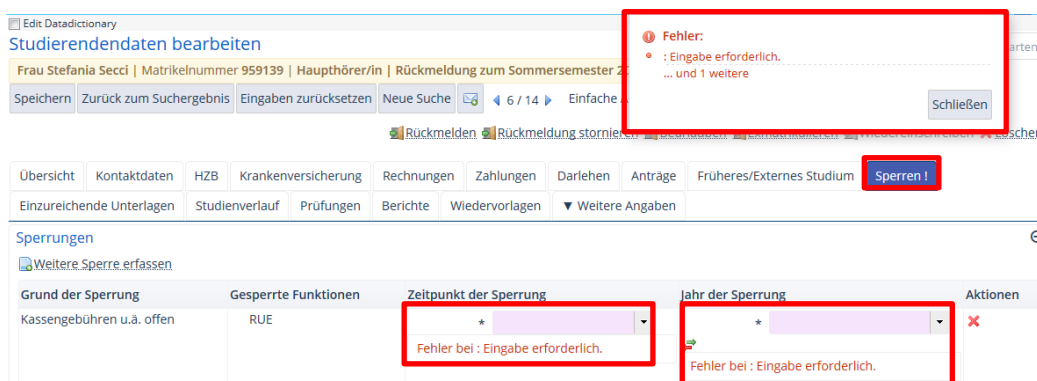 Edit Datadictionary
Studierendendaten bearbeiten
Frau Stefania Secci | Matrikelnummer 959139 | Haupthörer/in | Rückmeldung zum Sommersemester
Speichern Zurück zum Suchergebnis Eingaben zurücksetzen Neue Suche 6 / 14 Einfache
Fehler:
: Eingabe erforderlich.
... und 1 weitere
Schließen
Rückmelden Rückmeldung stornieren Beurlauben Exmatrikulieren Wiedereinschreiben Löschen
Übersicht Kontaktdaten HZB Krankenversicherung Rechnungen Zahlungen Darlehen Anträge Früheres/Externes Studium Sperren !
Einzureichende Unterlagen Studienverlauf Prüfungen Berichte Wiedervorlagen ▼ Weitere Angaben
Sperrungen
Weitere Sperre erfassen
Grund der Sperrung Gesperrte Funktionen Zeitpunkt der Sperrung Jahr der Sperrung Aktionen
Kassengebühren u.ä. offen RUE * *
Fehler bei : Eingabe erforderlich.
Fehler bei : Eingabe erforderlich.